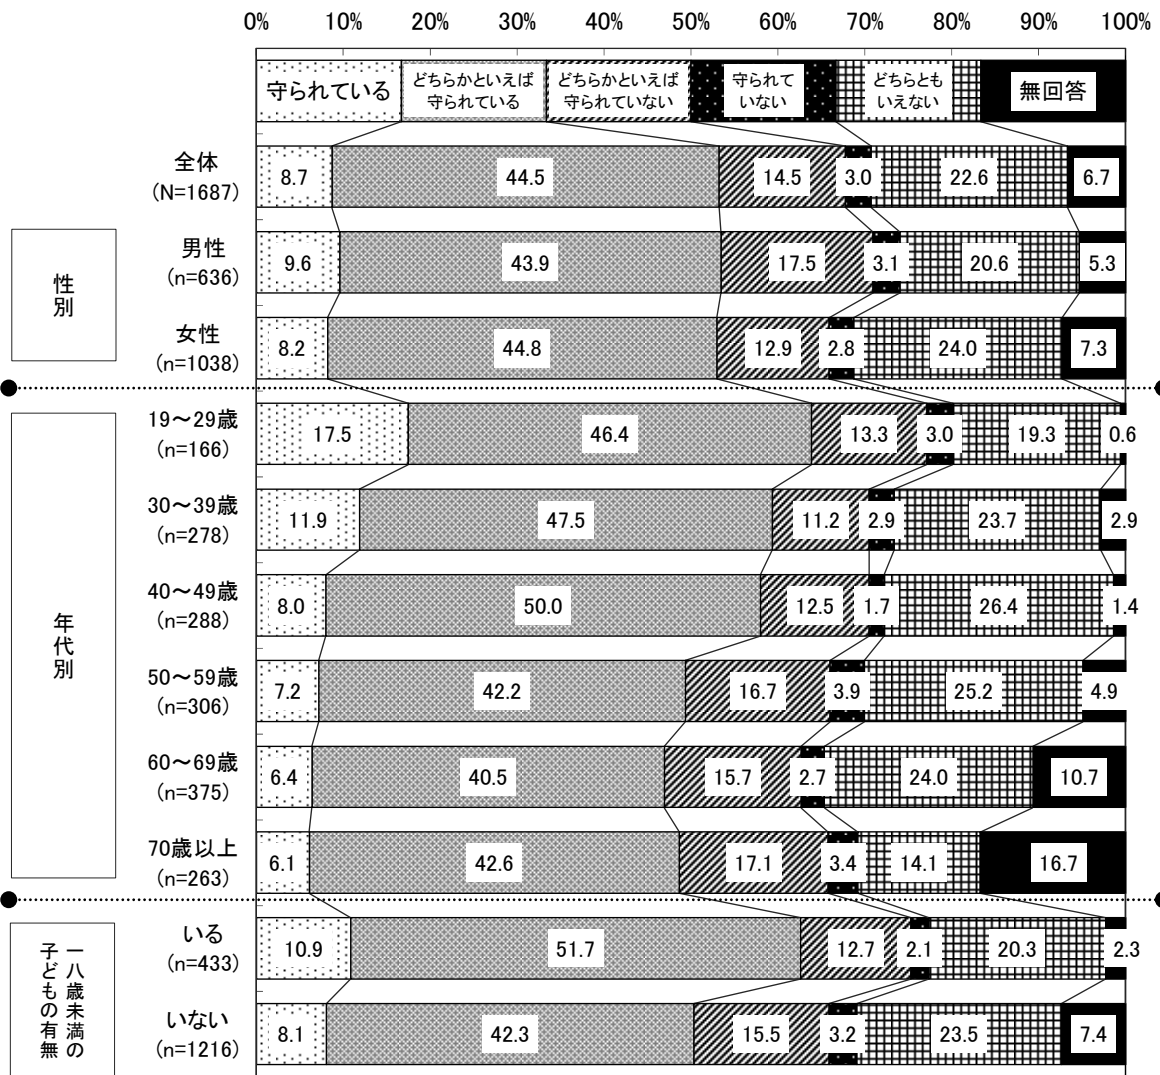 0% 10% 20% 30% 40% 50% 60% 70% 80% 90% 100%
守られている
どちらかといえば
守られている
どちらかといえば
守られていない
守られて
いない
どちらとも
いえない
無回答
全体
(N=1687)
8.7 44.5 14.5 3.0 22.6 6.7
性別
男性
(n=636)
9.6 43.9 17.5 3.1 20.6 5.3
女性
(n=1038)
8.2 44.8 12.9 2.8 24.0 7.3
年代別
19～29歳
(n=166)
17.5 46.4 13.3 3.0 19.3 0.6
30～39歳
(n=278)
11.9 47.5 11.2 2.9 23.7 2.9
40～49歳
(n=288)
8.0 50.0 12.5 1.7 26.4 1.4
50～59歳
(n=306)
7.2 42.2 16.7 3.9 25.2 4.9
60～69歳
(n=375)
6.4 40.5 15.7 2.7 24.0 10.7
70歳以上
(n=263)
6.1 42.6 17.1 3.4 14.1 16.7
一八歳未満の
子どもの有無
いる
(n=433)
10.9 51.7 12.7 2.1 20.3 2.3
いない
(n=1216)
8.1 42.3 15.5 3.2 23.5 7.4